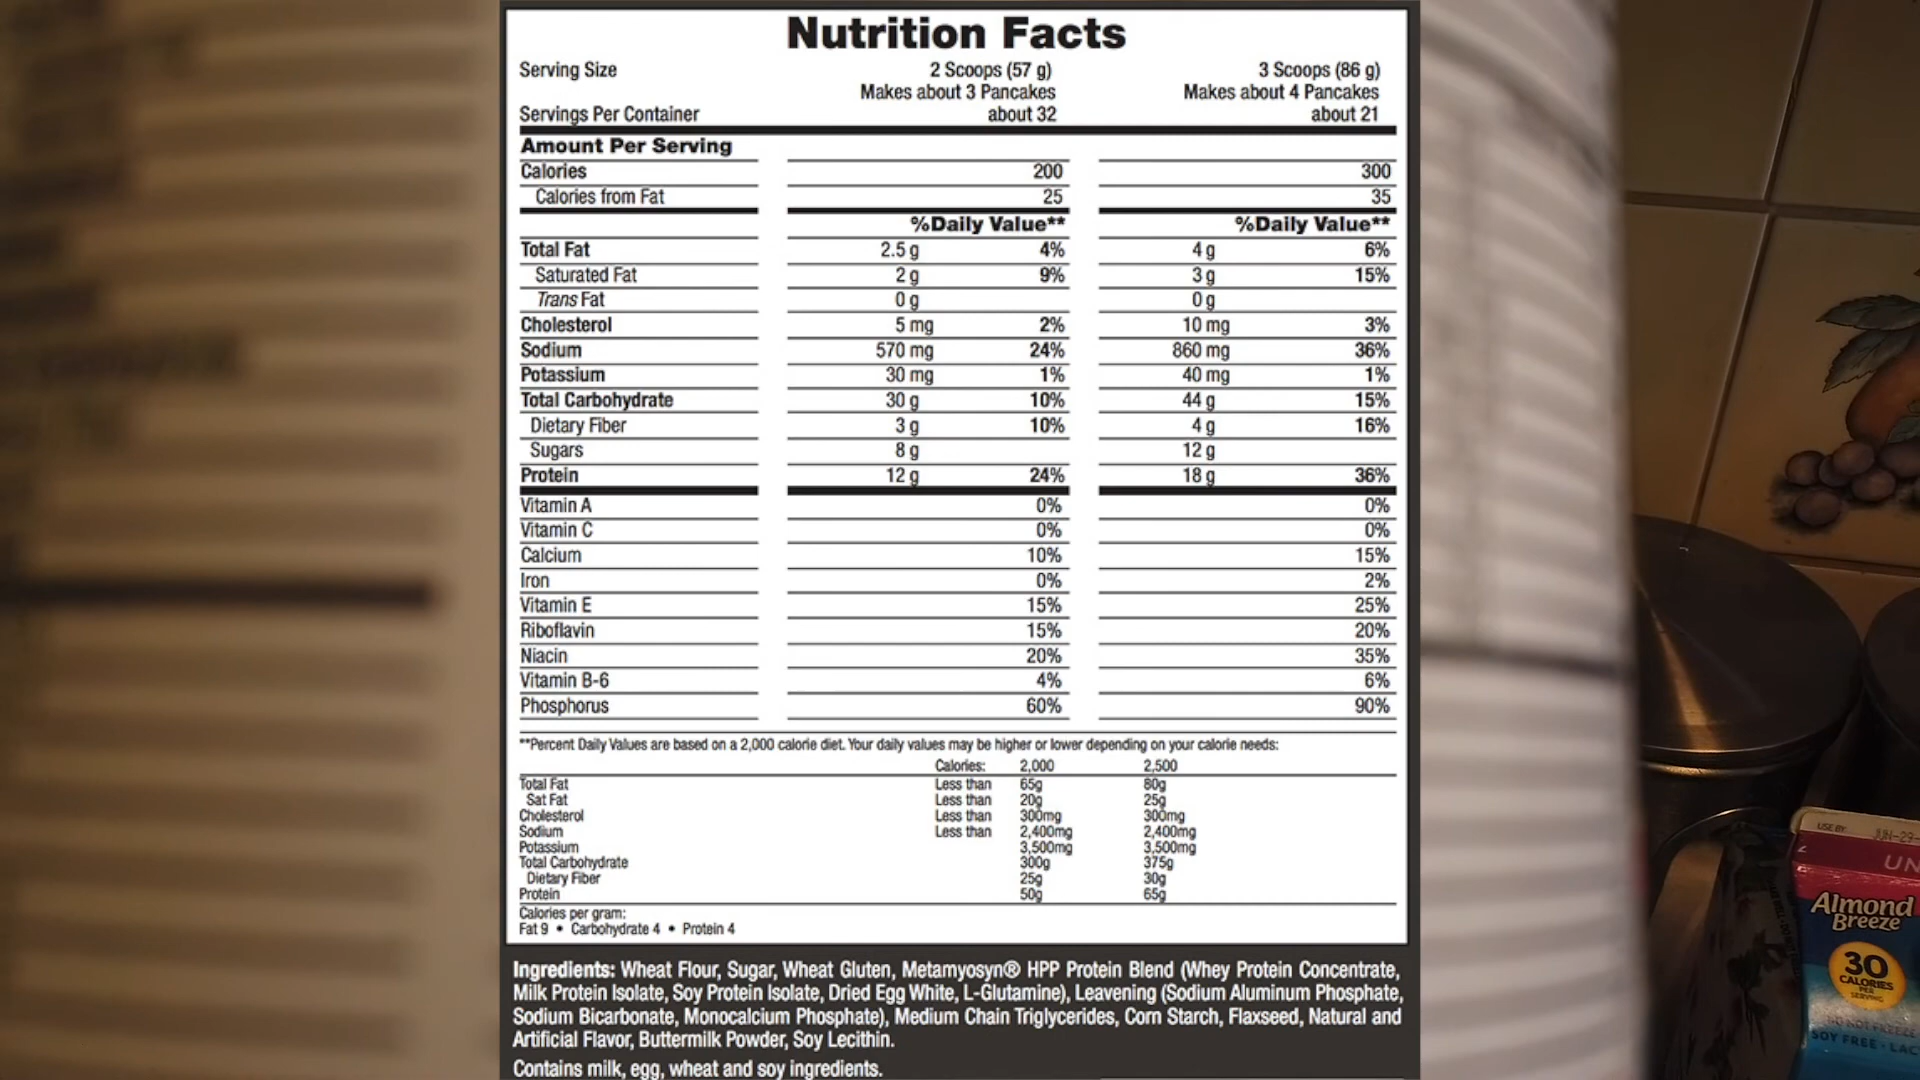 Nutrition Facts
Serving Size 2 Scoops (57 g) 3 Scoops (86 g)
Makes about 3 Pancakes Makes about 4 Pancakes
Servings Per Container about 32 about 21
Amount Per Serving
Calories 200 300
Calories from Fat 25 35
%Daily Value** %Daily Value**
Total Fat 2.5 g 4% 4 g 6%
Saturated Fat 2 g 9% 3 g 15%
Trans Fat 0 g 0 g
Cholesterol 5 mg 2% 10 mg 3%
Sodium 570 mg 24% 860 mg 36%
Potassium 30 mg 1% 40 mg 1%
Total Carbohydrate 30 g 10% 44 g 15%
Dietary Fiber 3 g 10% 4 g 16%
Sugars 8 g 12 g
Protein 12 g 24% 18 g 36%
Vitamin A 0% 0%
Vitamin C 0% 0%
Calcium 10% 15%
Iron 0% 2%
Vitamin E 15% 25%
Riboflavin 15% 20%
Niacin 20% 35%
Vitamin B-6 4% 6%
Phosphorus 60% 90%
**Percent Daily Values are based on a 2,000 calorie diet. Your daily values may be higher or lower depending on your calorie needs:
Calories: 2,000 2,500
Total Fat Less than 65g 80g
Sat Fat Less than 20g 25g
Cholesterol Less than 300mg 300mg
Sodium Less than 2,400mg 2,400mg
Potassium 3,500mg 3,500mg
Total Carbohydrate 300g 375g
Dietary Fiber 25g 30g
Protein 50g 65g
Calories per gram:
Fat 9 • Carbohydrate 4 • Protein 4
Ingredients: Wheat Flour, Sugar, Wheat Gluten, Metamyosyn® HPP Protein Blend (Whey Protein Concentrate,
Milk Protein Isolate, Soy Protein Isolate, Dried Egg White, L-Glutamine), Leavening (Sodium Aluminum Phosphate,
Sodium Bicarbonate, Monocalcium Phosphate), Medium Chain Triglycerides, Corn Starch, Flaxseed, Natural and
Artificial Flavor, Buttermilk Powder, Soy Lecithin.
Contains milk, egg, wheat and soy ingredients.
USE BY JUN-29-
UN
Almond
Breeze
30
CALORIES
PER
SERVING
SOY FREE · LAC